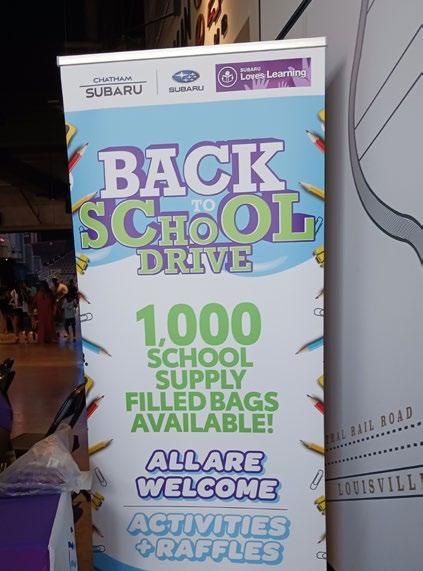 CHATHAM
SUBARU
SUBARU
SUBARU
Loves Learning
BACK
TO
SCHOOL
DRIVE
1,000
SCHOOL
SUPPLY
FILLED BAGS
AVAILABLE!
ALL ARE
WELCOME
ACTIVITIES
+ RAFFLES
RAIL ROAD
LOUISVILLE